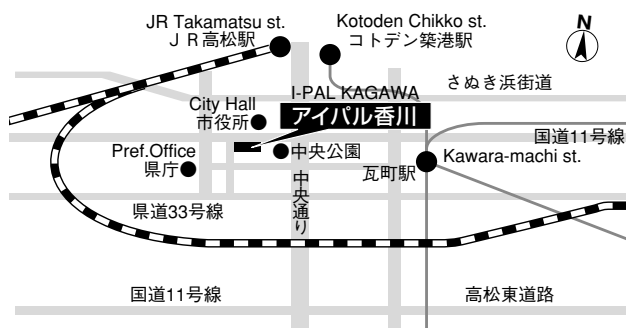 JR Takamatsu st.
ＪＲ高松駅
Kotoden Chikko st.
コトデン築港駅
N
I-PAL KAGAWA
アイパル香川
さぬき浜街道
City Hall
市役所
国道11号線
Pref.Office
県庁
中央公園
Kawara-machi st.
瓦町駅
中央通り
県道33号線
国道11号線
高松東道路